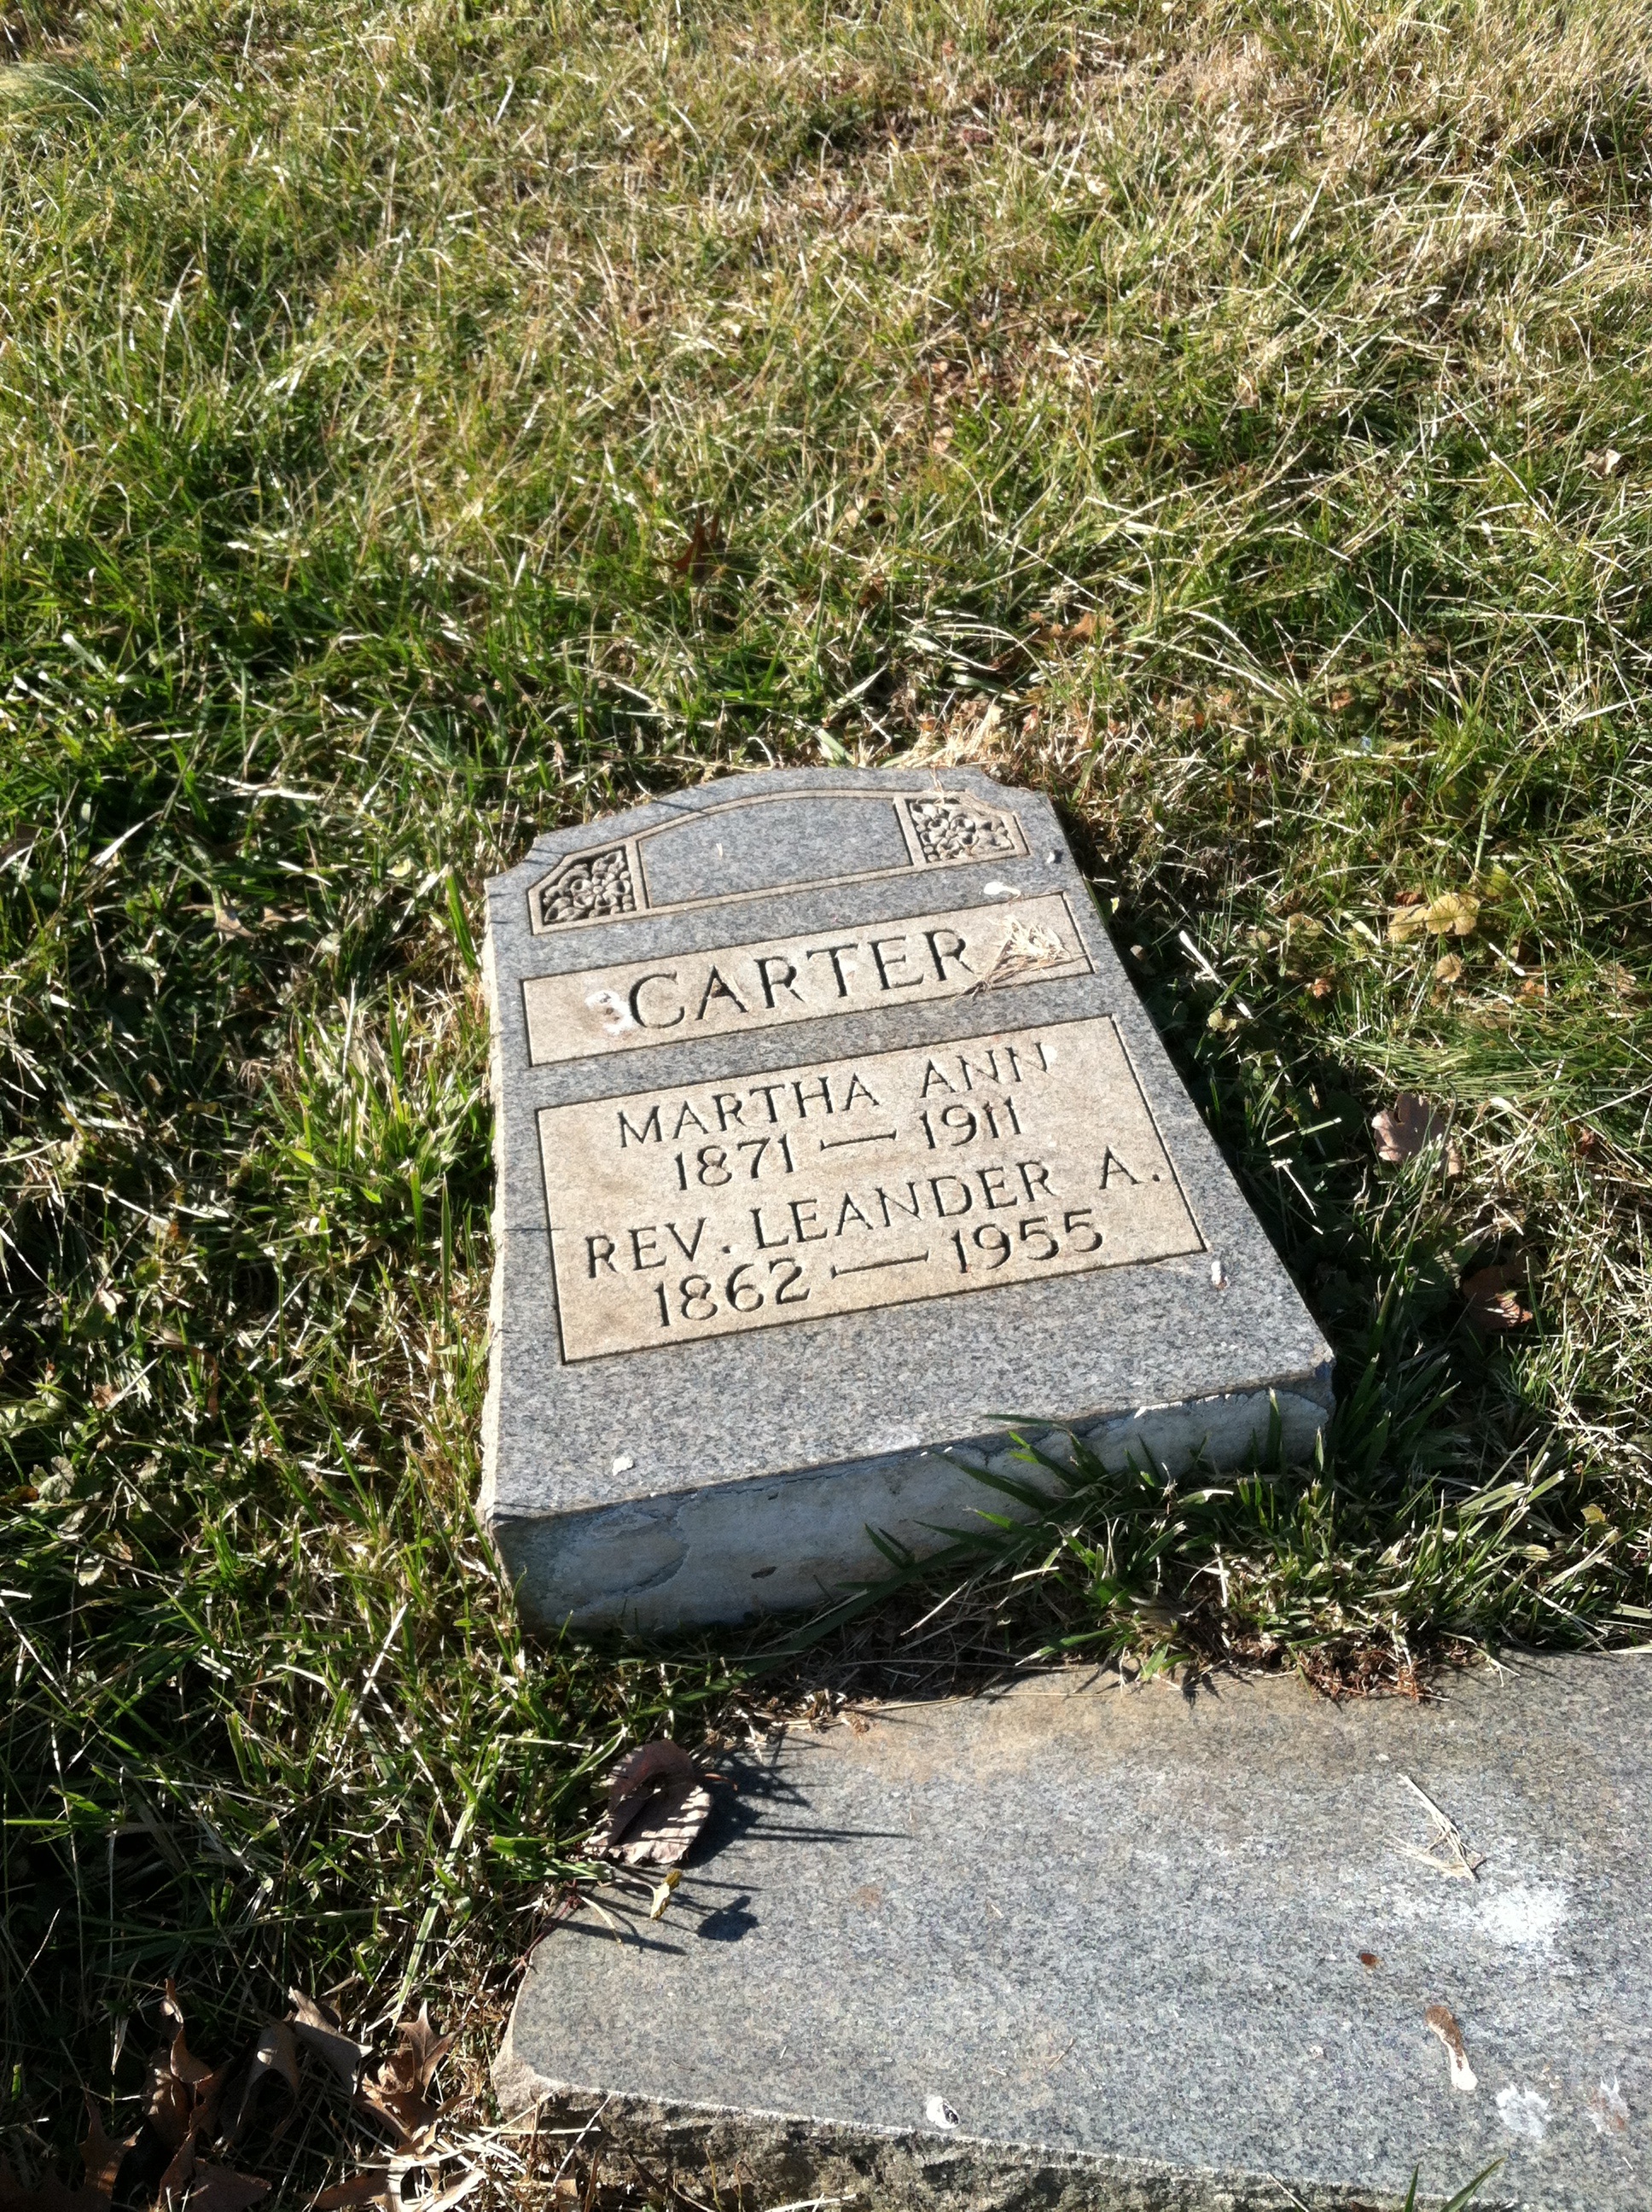 CARTER
MARTHA ANN
1871 — 1911
REV. LEANDER A.
1862 — 1955